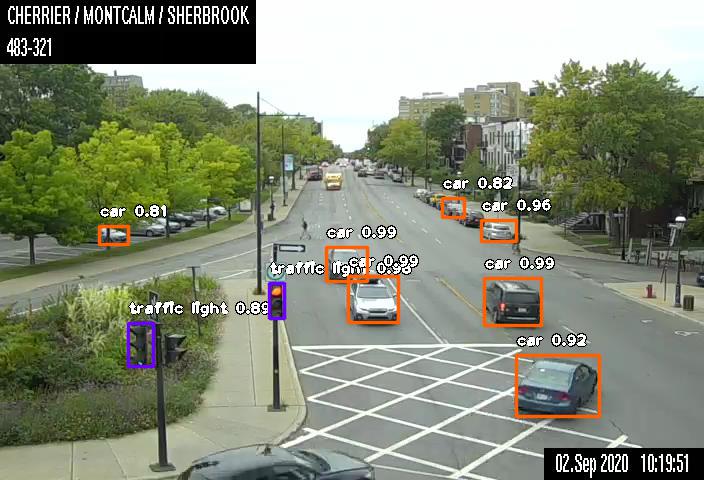 CHERRIER / MONTCALM / SHERBROOK
483-321
car 0.82
car 0.81
car 0.96
car 0.99
car 0.99
car 0.99
traffic light 0.98
traffic light 0.89
car 0.92
02.Sep 2020 10:19:51